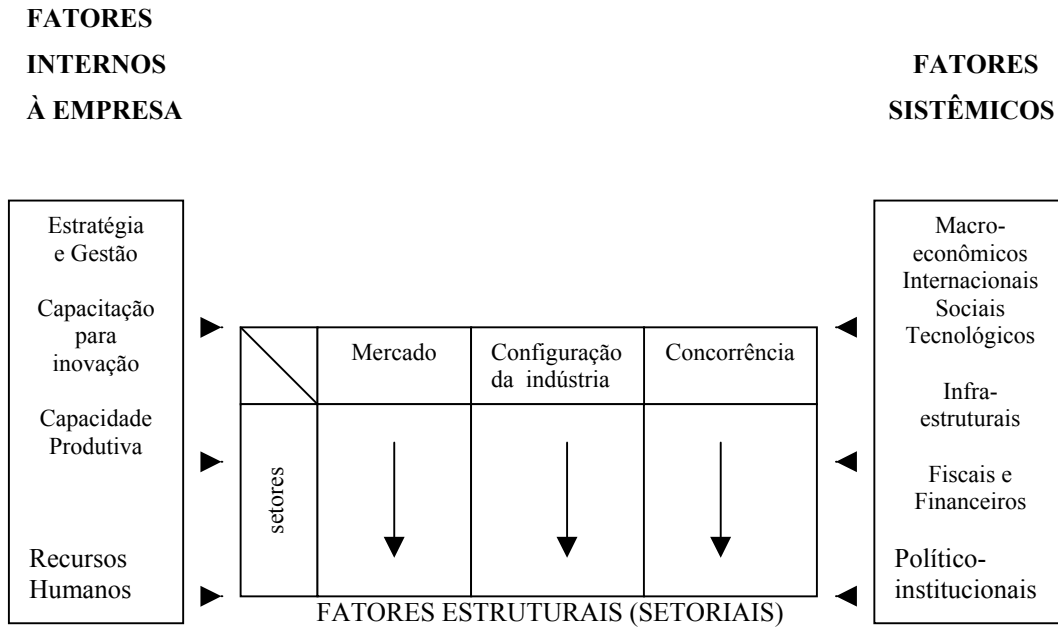 FATORES
INTERNOS
À EMPRESA
FATORES
SISTÊMICOS
Estratégia
e Gestão
Capacitação
para
inovação
Capacidade
Produtiva
Recursos
Humanos
Mercado
Configuração
da indústria
Concorrência
setores
FATORES ESTRUTURAIS (SETORIAIS)
Macro-
econômicos
Internacionais
Sociais
Tecnológicos
Infra-
estruturais
Fiscais e
Financeiros
Político-
institucionais